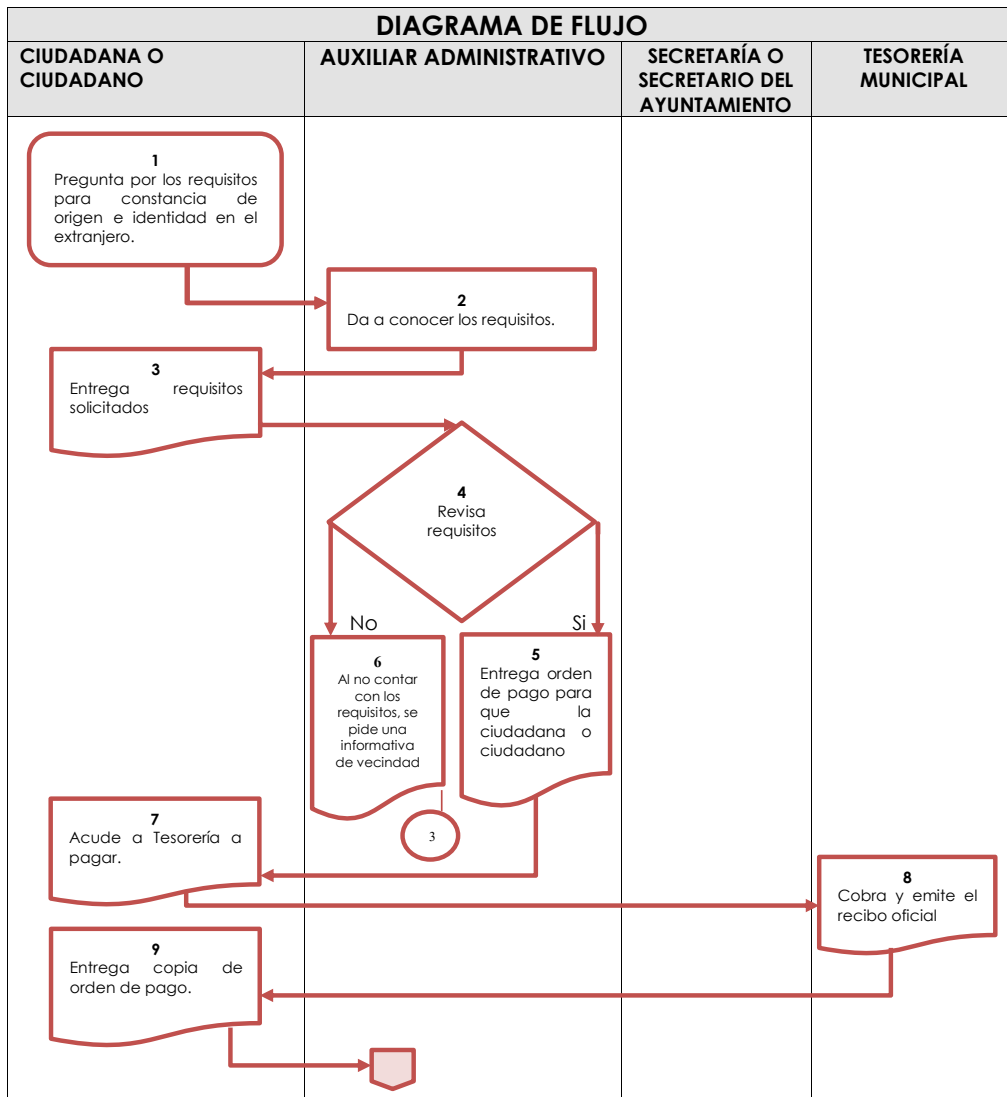 DIAGRAMA DE FLUJO
CIUDADANA O
CIUDADANO
AUXILIAR ADMINISTRATIVO
SECRETARÍA O
SECRETARIO DEL
AYUNTAMIENTO
TESORERÍA
MUNICIPAL
1
Pregunta por los requisitos
para constancia de
origen e identidad en el
extranjero.
2
Da a conocer los requisitos.
3
Entrega requisitos
solicitados
4
Revisa
requisitos
No
Si
6
Al no contar
con los
requisitos, se
pide una
informativa
de vecindad
5
Entrega orden
de pago para
que la
ciudadana o
ciudadano
3
7
Acude a Tesorería a
pagar.
8
Cobra y emite el
recibo oficial
9
Entrega copia de
orden de pago.